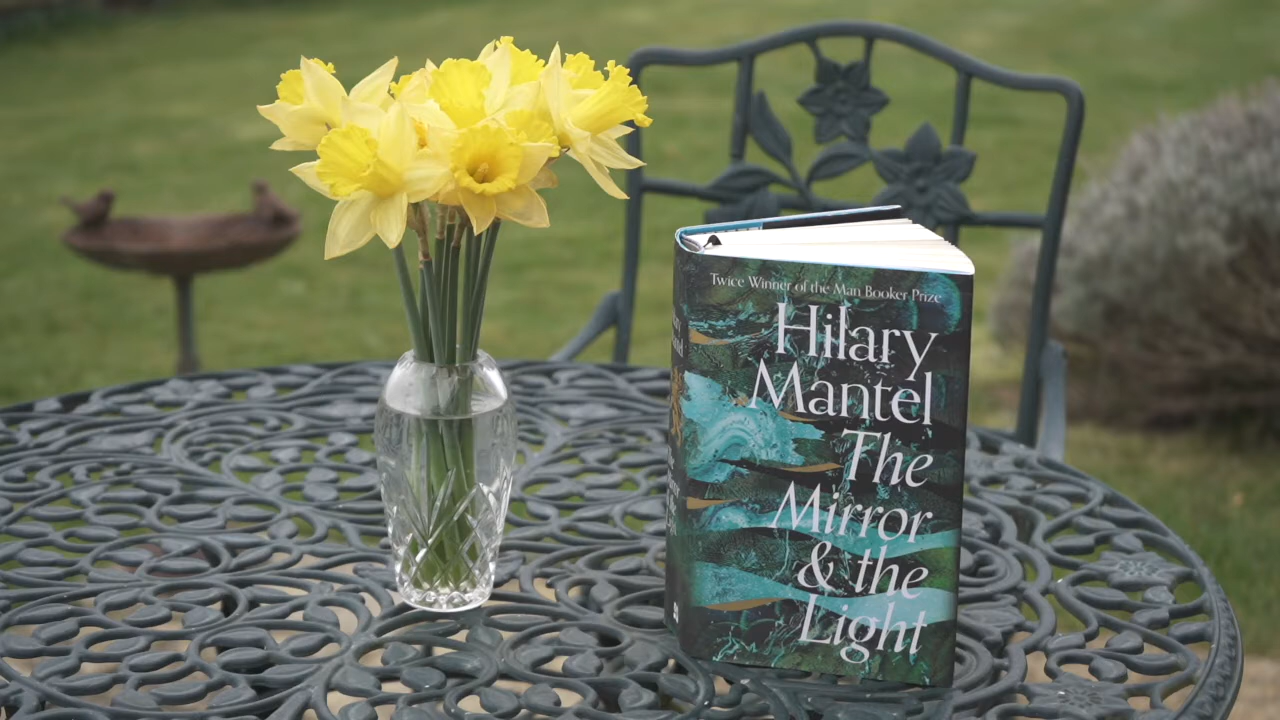 Twice Winner of the Man Booker Prize
Hilary
Mantel
The
Mirror
& the
Light